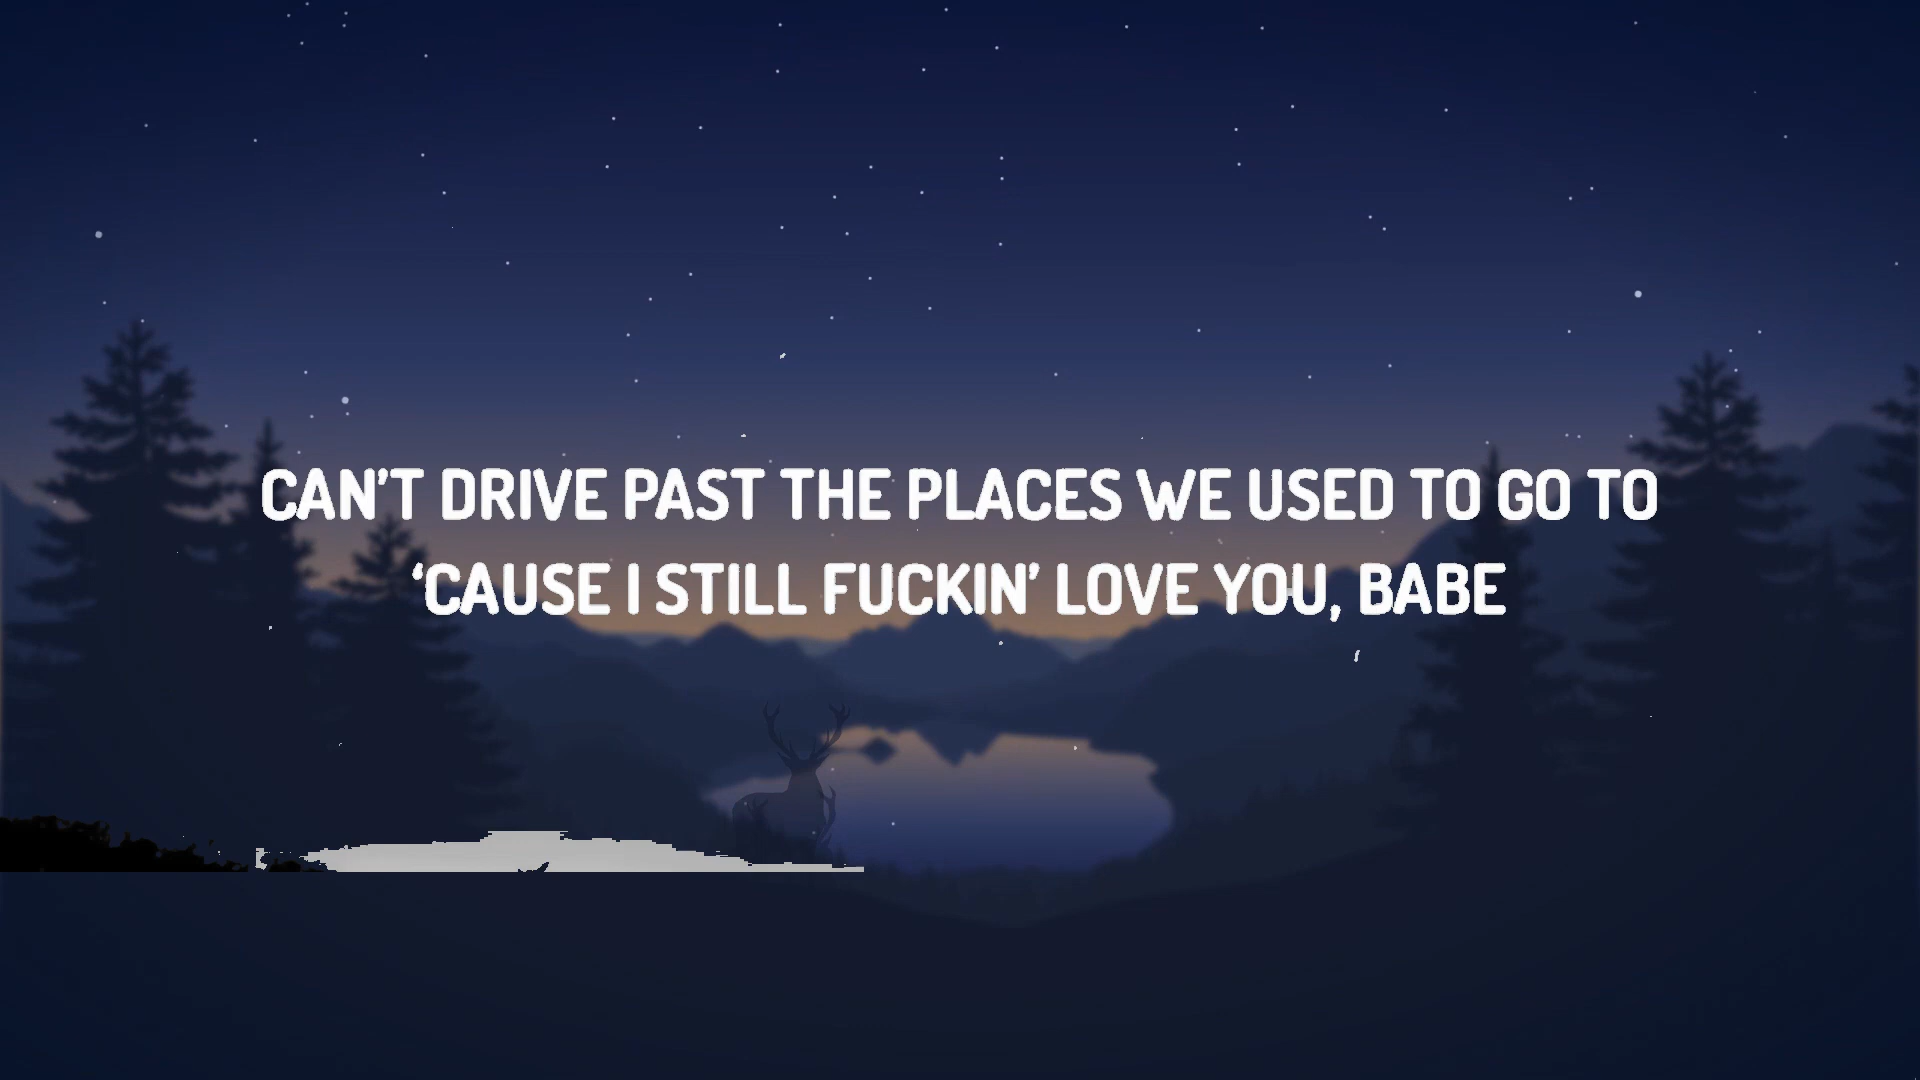 CAN'T DRIVE PAST THE PLACES WE USED TO GO TO
‘CAUSE I STILL FUCKIN’ LOVE YOU, BABE